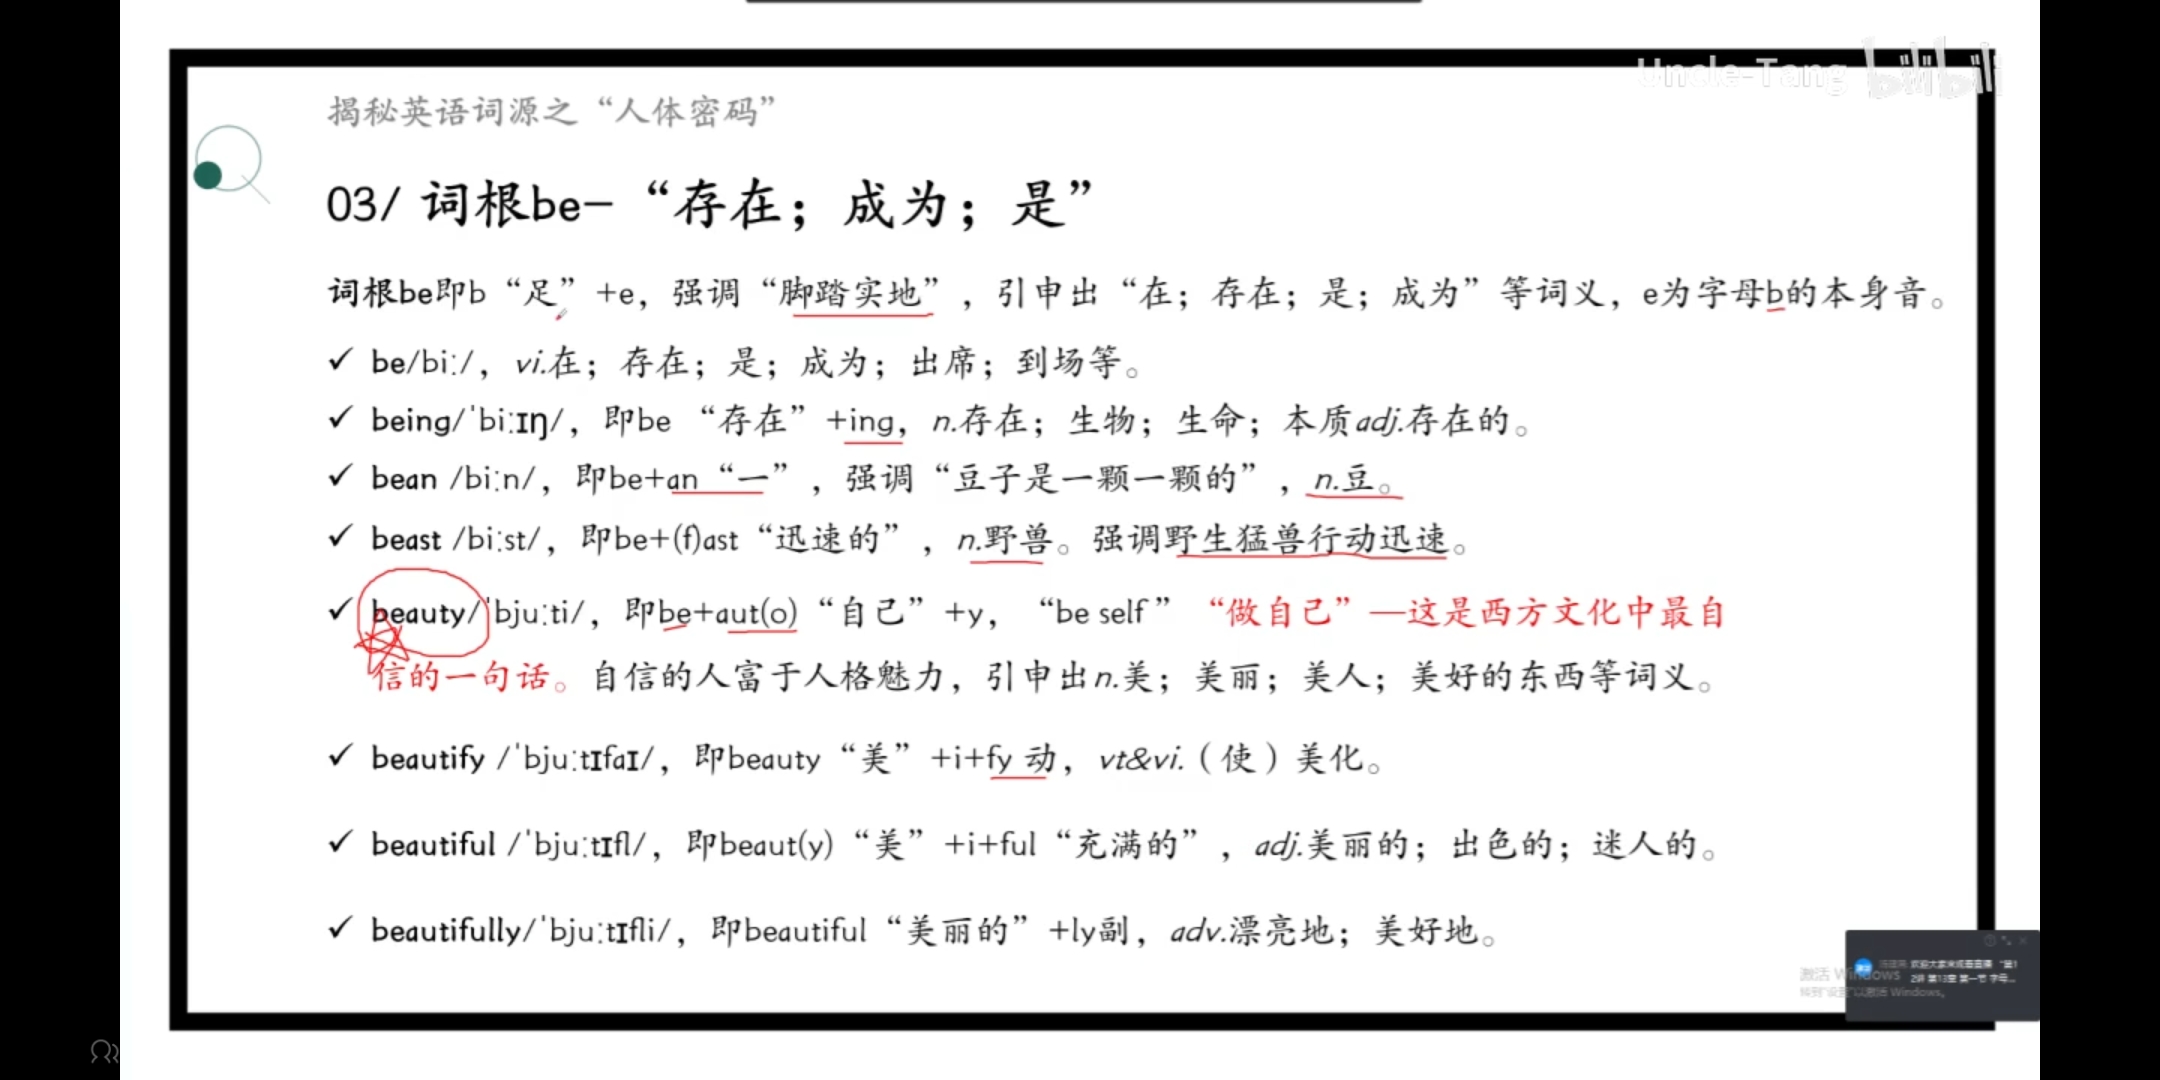 Uncle-Tang bilibili
揭秘英语词源之“人体密码”
03/ 词根be-“存在；成为；是”
词根be即b“足”+e，强调“脚踏实地”，引申出“在；存在；是；成为”等词义，e为字母b的本身音。
✓ be/biː/，vi.在；存在；是；成为；出席；到场等。
✓ being/ˈbiːɪŋ/，即be “存在”+ing，n.存在；生物；生命；本质adj.存在的。
✓ bean /biːn/，即be+an“一”，强调“豆子是一颗一颗的”，n.豆。
✓ beast /biːst/，即be+(f)ast“迅速的”，n.野兽。强调野生猛兽行动迅速。
✓ beauty/ˈbjuːti/，即be+aut(o)“自己”+y，“be self”“做自己”—这是西方文化中最自
信的一句话。自信的人富于人格魅力，引申出n.美；美丽；美人；美好的东西等词义。
✓ beautify /ˈbjuːtɪfaɪ/，即beauty“美”+i+fy 动，vt&vi.（使）美化。
✓ beautiful /ˈbjuːtɪfl/，即beaut(y)“美”+i+ful“充满的”，adj.美丽的；出色的；迷人的。
✓ beautifully/ˈbjuːtɪfli/，即beautiful“美丽的”+ly副，adv.漂亮地；美好地。
激活 Windows
转到“设置”以激活 Windows。